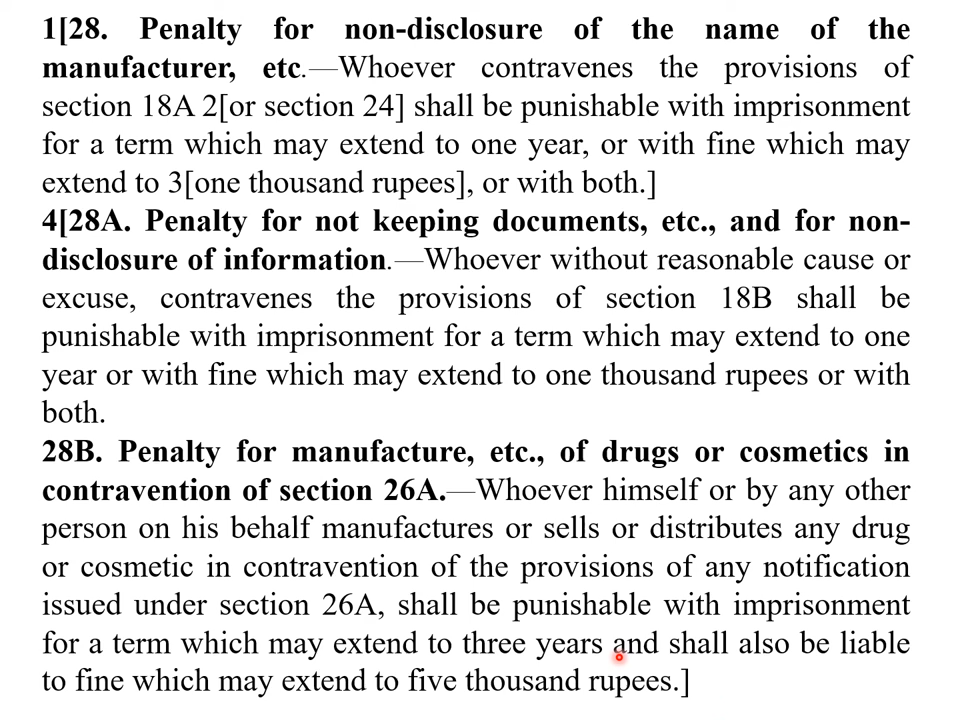 1[28. Penalty for non-disclosure of the name of the
manufacturer, etc.—Whoever contravenes the provisions of
section 18A 2[or section 24] shall be punishable with imprisonment
for a term which may extend to one year, or with fine which may
extend to 3[one thousand rupees], or with both.]
4[28A. Penalty for not keeping documents, etc., and for non-
disclosure of information.—Whoever without reasonable cause or
excuse, contravenes the provisions of section 18B shall be
punishable with imprisonment for a term which may extend to one
year or with fine which may extend to one thousand rupees or with
both.
28B. Penalty for manufacture, etc., of drugs or cosmetics in
contravention of section 26A.—Whoever himself or by any other
person on his behalf manufactures or sells or distributes any drug
or cosmetic in contravention of the provisions of any notification
issued under section 26A, shall be punishable with imprisonment
for a term which may extend to three years and shall also be liable
to fine which may extend to five thousand rupees.]